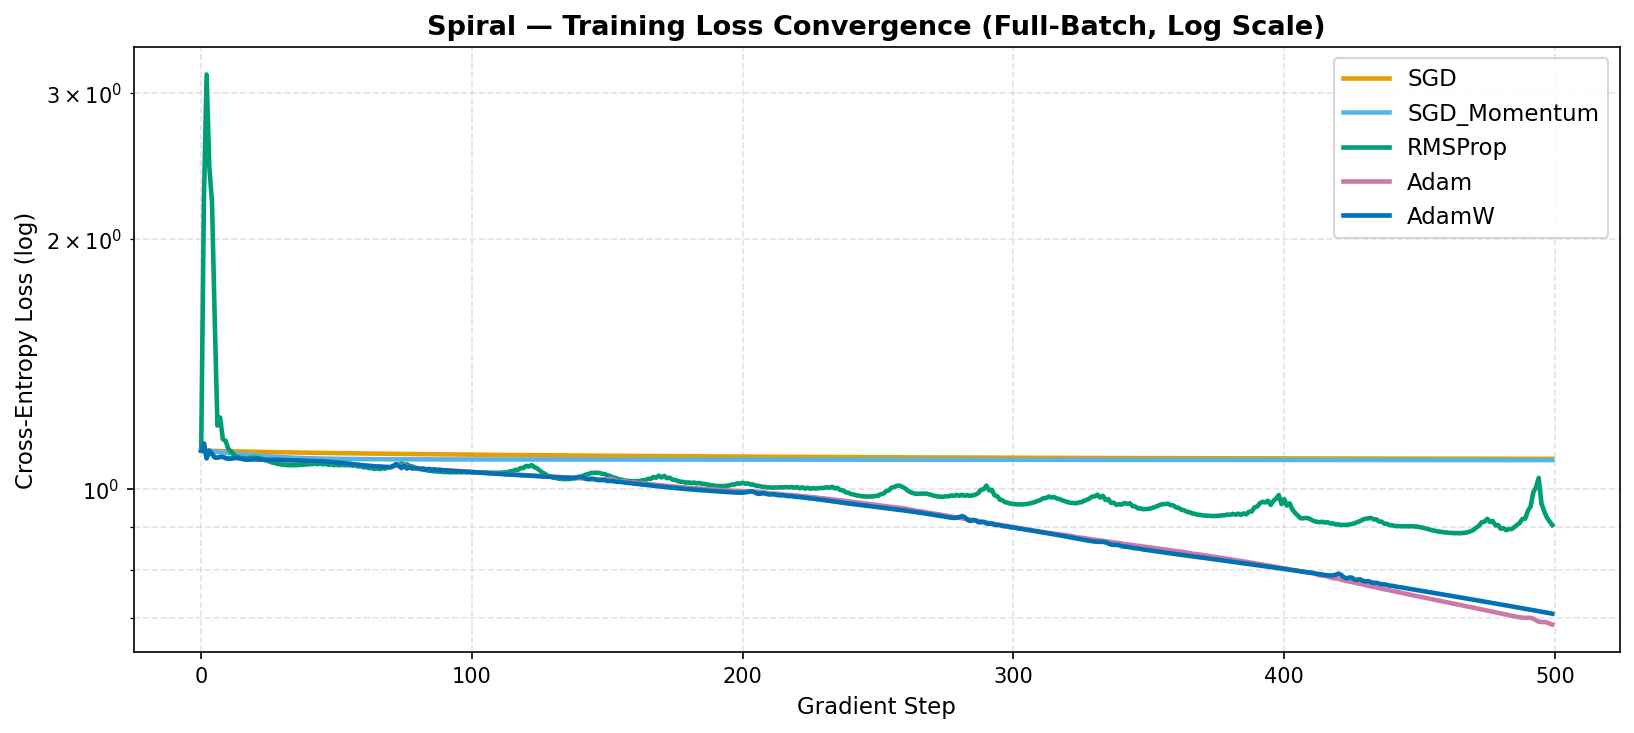 Spiral — Training Loss Convergence (Full-Batch, Log Scale)
Cross-Entropy Loss (log)
3 × 10⁰
2 × 10⁰
10⁰
SGD
SGD_Momentum
RMSProp
Adam
AdamW
0 100 200 300 400 500
Gradient Step